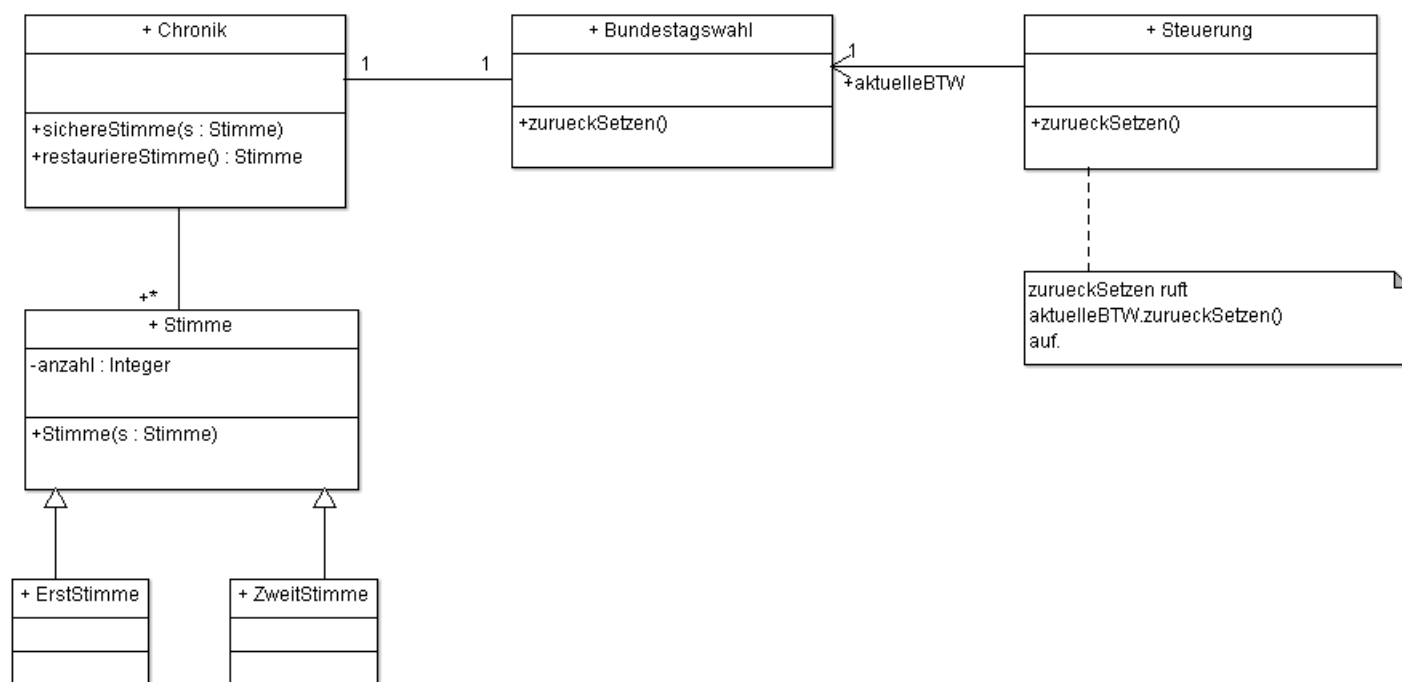 + Chronik
+sichereStimme(s : Stimme)
+restauriereStimme() : Stimme
1
1
+ Bundestagswahl
+zurueckSetzen()
1
+aktuelleBTW
+ Steuerung
+zurueckSetzen()
zurueckSetzen ruft
aktuelleBTW.zurueckSetzen()
auf.
+*
+ Stimme
-anzahl : Integer
+Stimme(s : Stimme)
+ ErstStimme
+ ZweitStimme